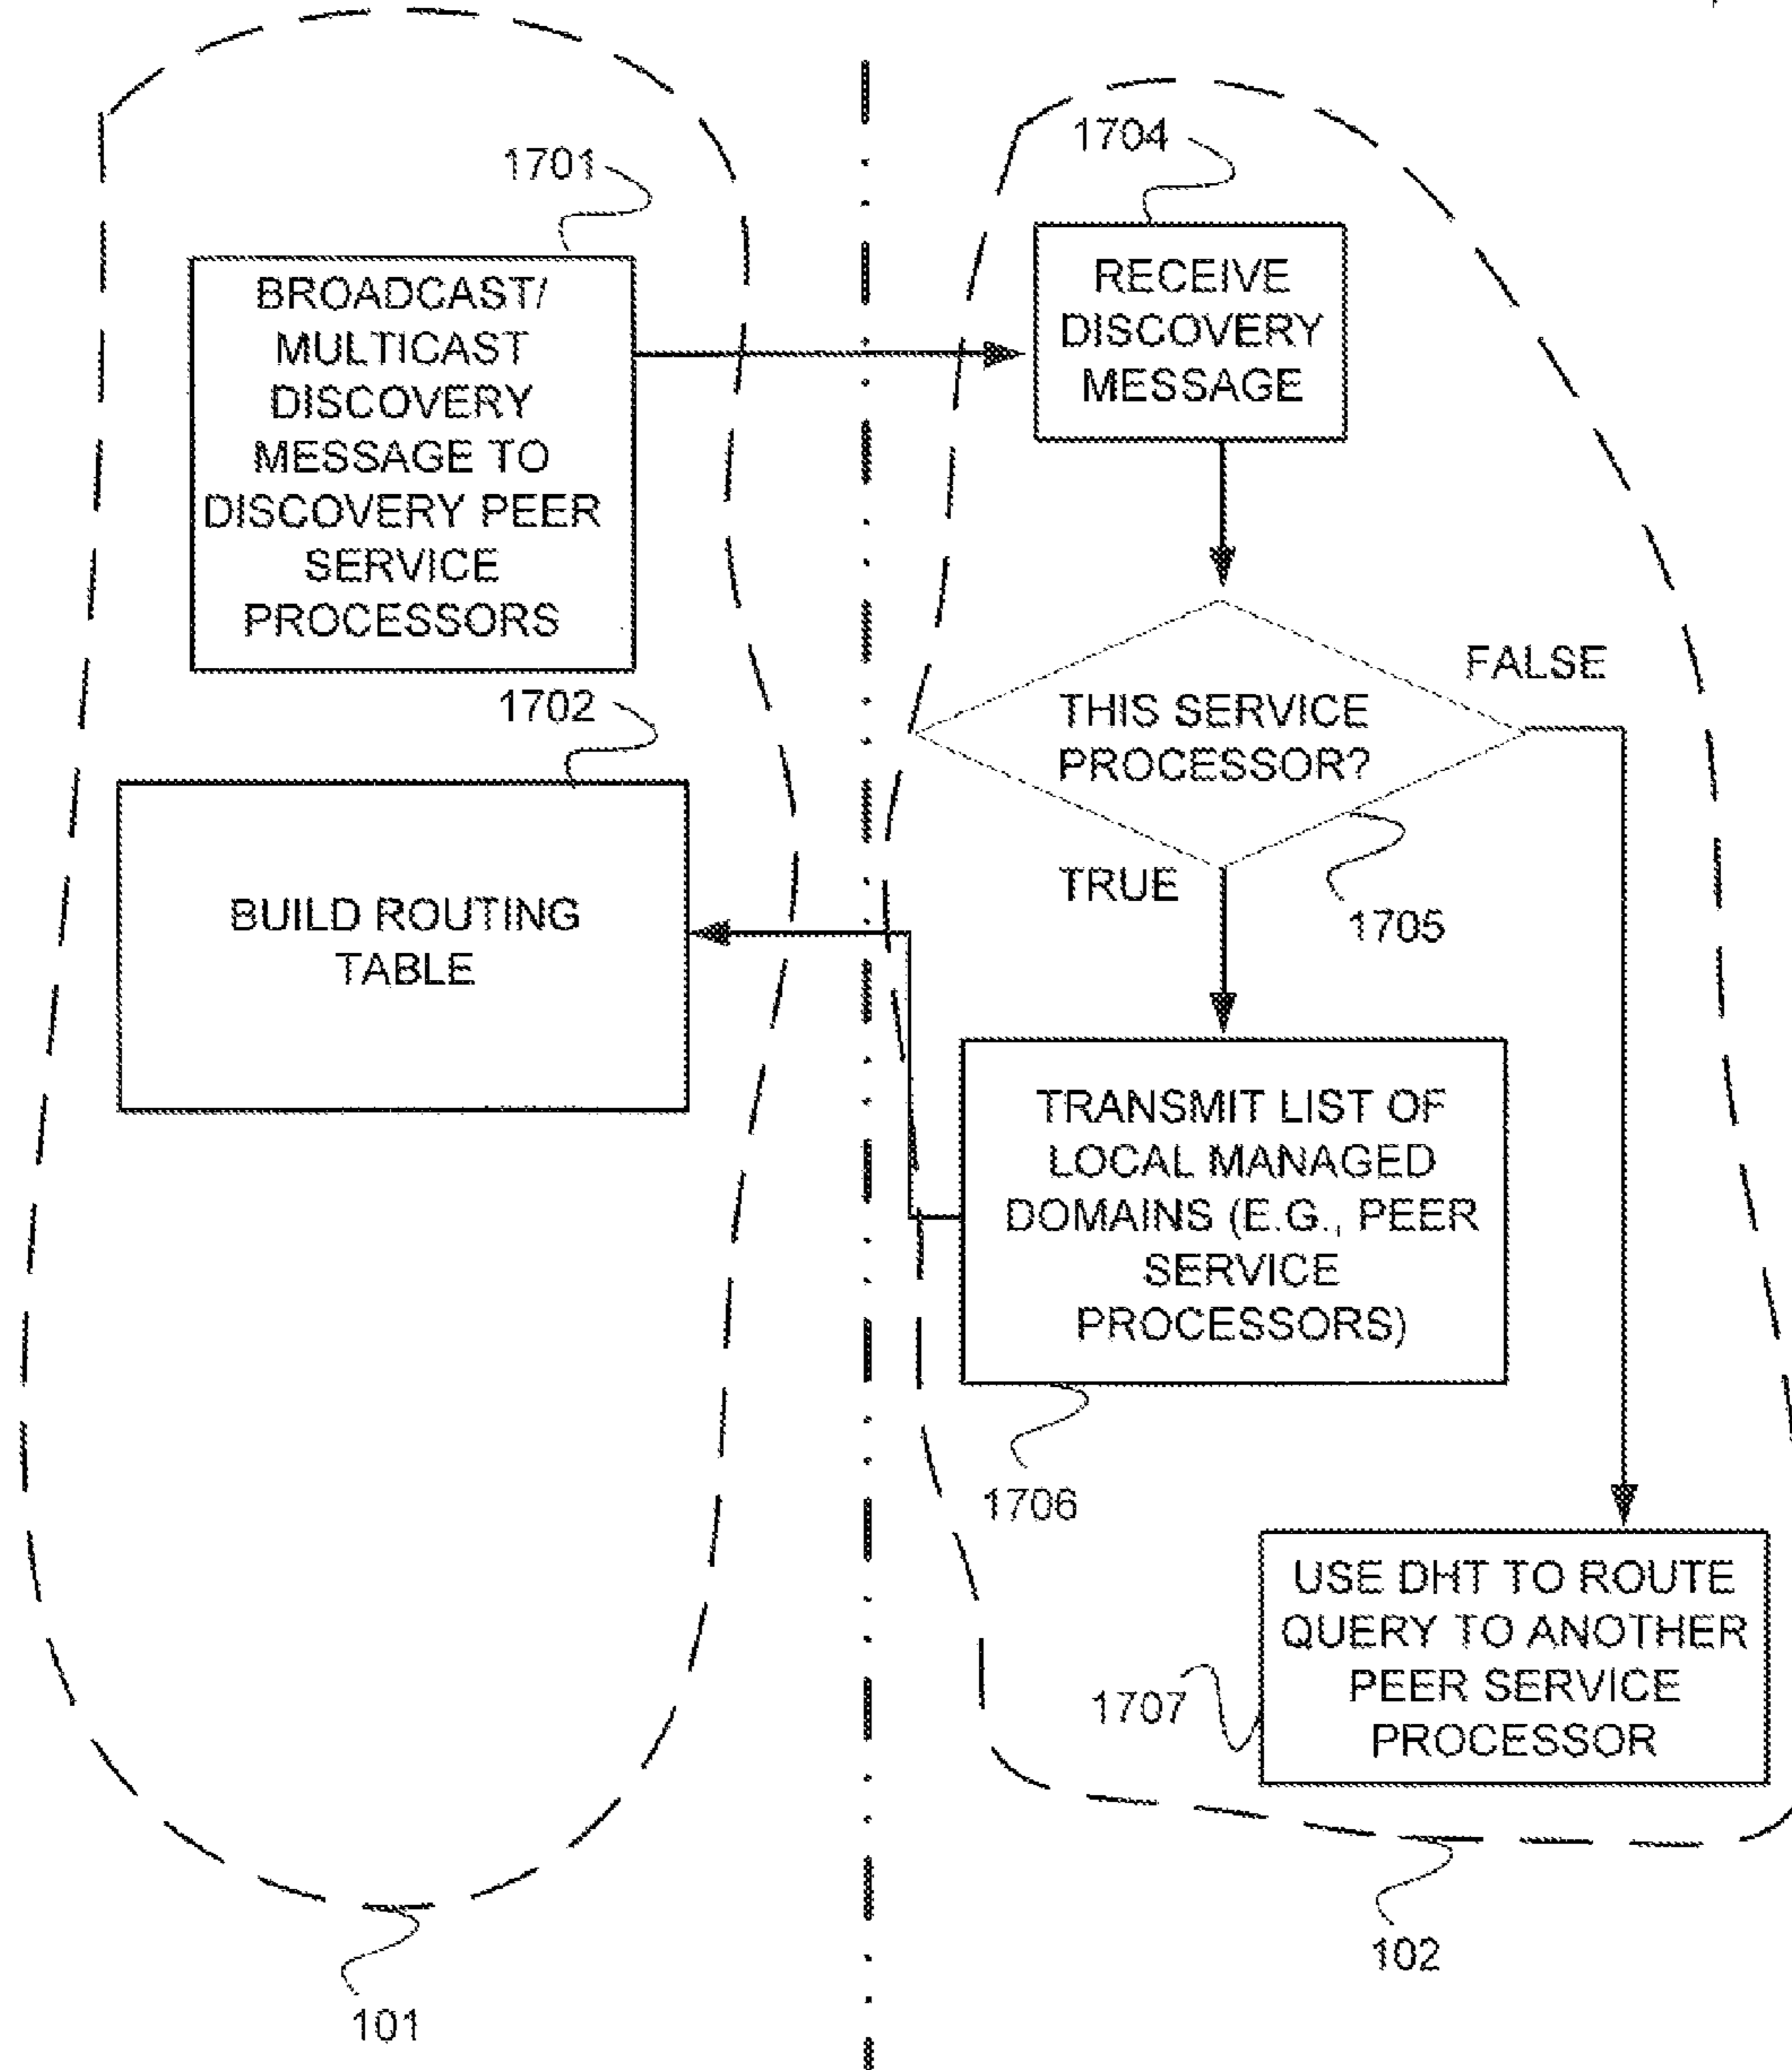 1701
BROADCAST/
MULTICAST
DISCOVERY
MESSAGE TO
DISCOVERY PEER
SERVICE
PROCESSORS
1702
BUILD ROUTING
TABLE
101
1704
RECEIVE
DISCOVERY
MESSAGE
THIS SERVICE
PROCESSOR?
FALSE
TRUE
1705
TRANSMIT LIST OF
LOCAL MANAGED
DOMAINS (E.G., PEER
SERVICE
PROCESSORS)
1706
USE DHT TO ROUTE
QUERY TO ANOTHER
PEER SERVICE
PROCESSOR
1707
102